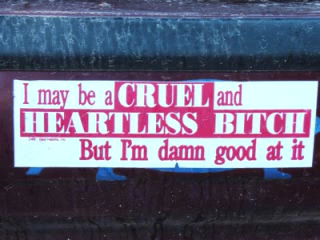 I may be a CRUEL and
HEARTLESS BITCH
But I'm damn good at it